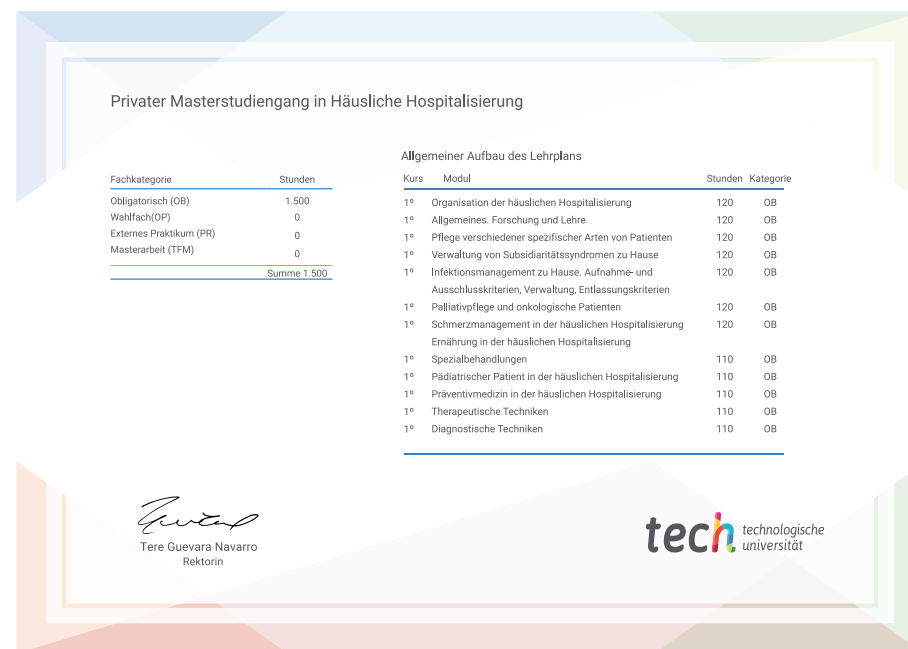 Privater Masterstudiengang in Häusliche Hospitalisierung
Fachkategorie Stunden
Obligatorisch (OB) 1.500
Wahlfach(OP) 0
Externes Praktikum (PR) 0
Masterarbeit (TFM) 0
Summe 1.500
Allgemeiner Aufbau des Lehrplans
Kurs Modul Stunden Kategorie
1º Organisation der häuslichen Hospitalisierung 120 OB
1º Allgemeines. Forschung und Lehre 120 OB
1º Pflege verschiedener spezifischer Arten von Patienten 120 OB
1º Verwaltung von Subsidiaritätssyndromen zu Hause 120 OB
1º Infektionsmanagement zu Hause. Aufnahme- und 120 OB
Ausschlusskriterien, Verwaltung, Entlassungskriterien
1º Palliativpflege und onkologische Patienten 120 OB
1º Schmerzmanagement in der häuslichen Hospitalisierung 120 OB
Ernährung in der häuslichen Hospitalisierung
1º Spezialbehandlungen 110 OB
1º Pädiatrischer Patient in der häuslichen Hospitalisierung 110 OB
1º Präventivmedizin in der häuslichen Hospitalisierung 110 OB
1º Therapeutische Techniken 110 OB
1º Diagnostische Techniken 110 OB
Tere Guevara Navarro
Rektorin
tech technologische
universität